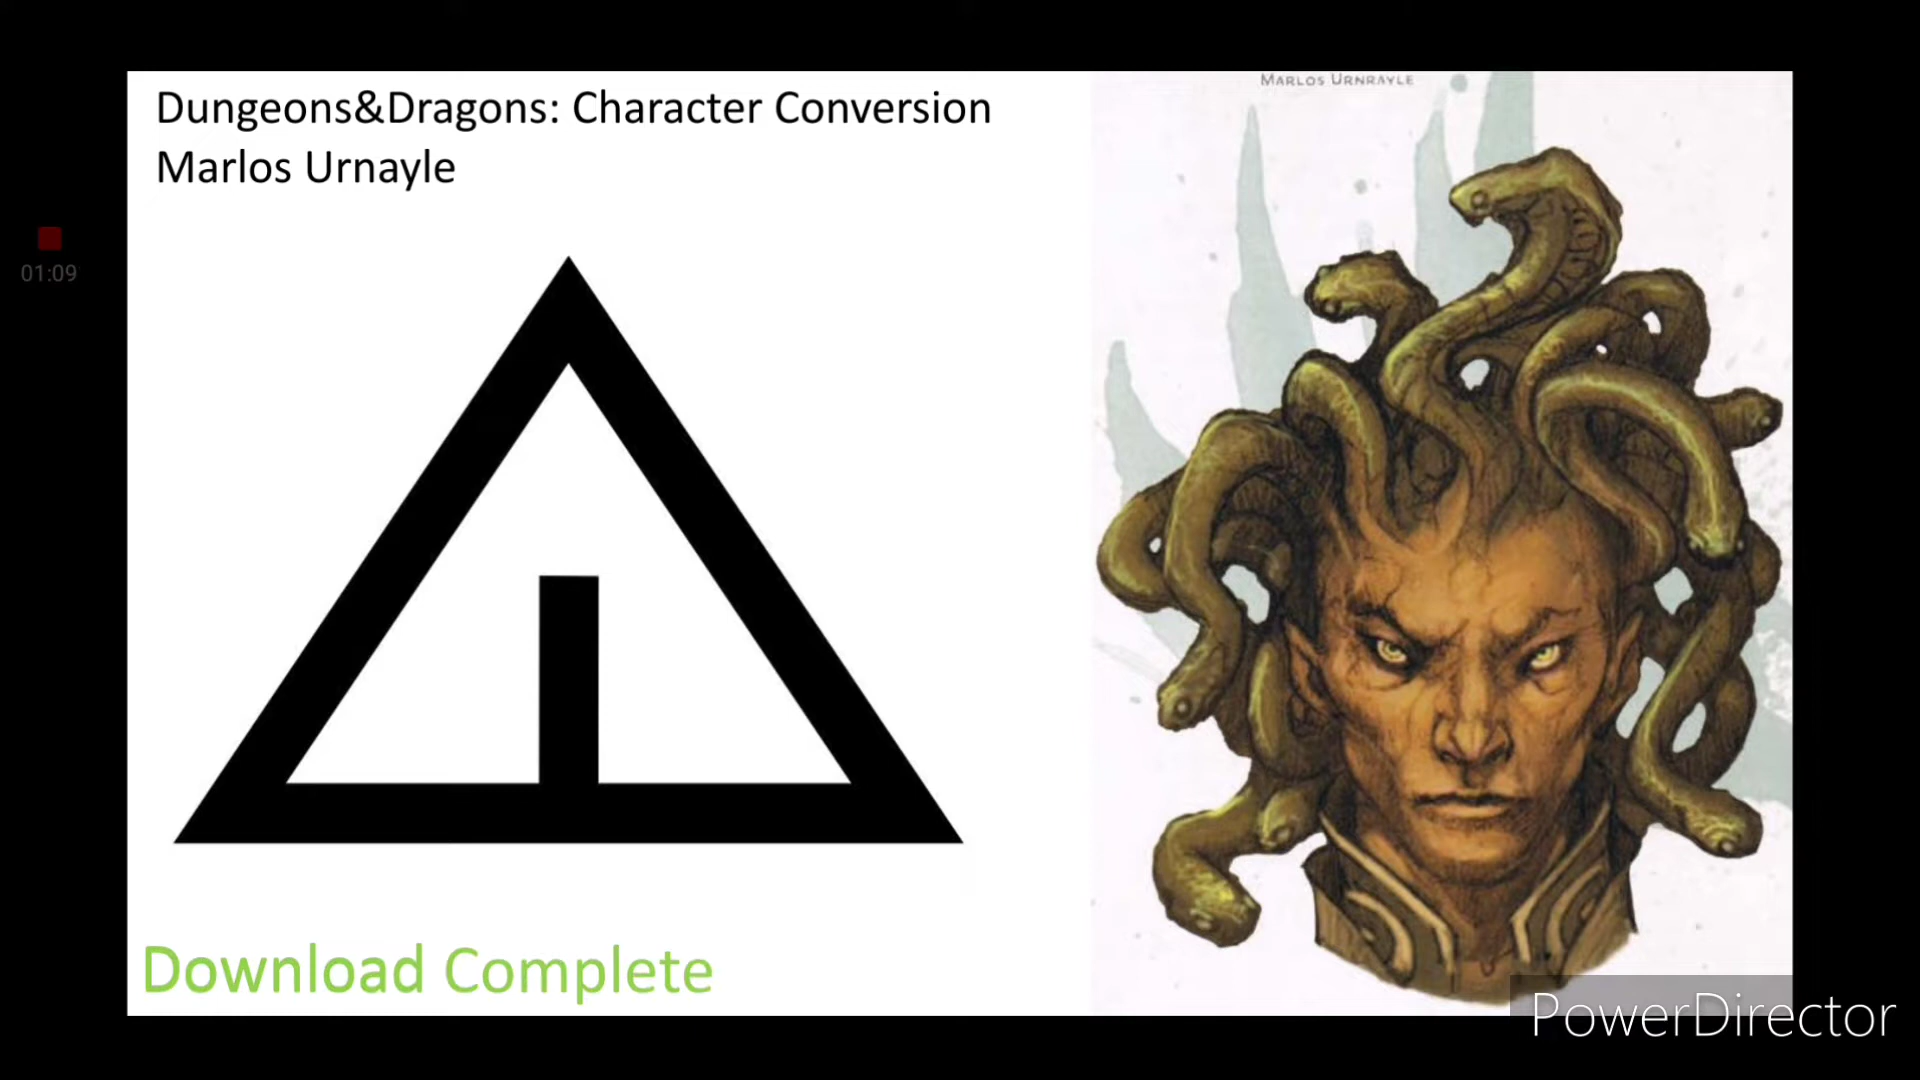 MARLOS URNRAYLE
Dungeons&Dragons: Character Conversion
Marlos Urnayle
01:09
Download Complete
PowerDirector